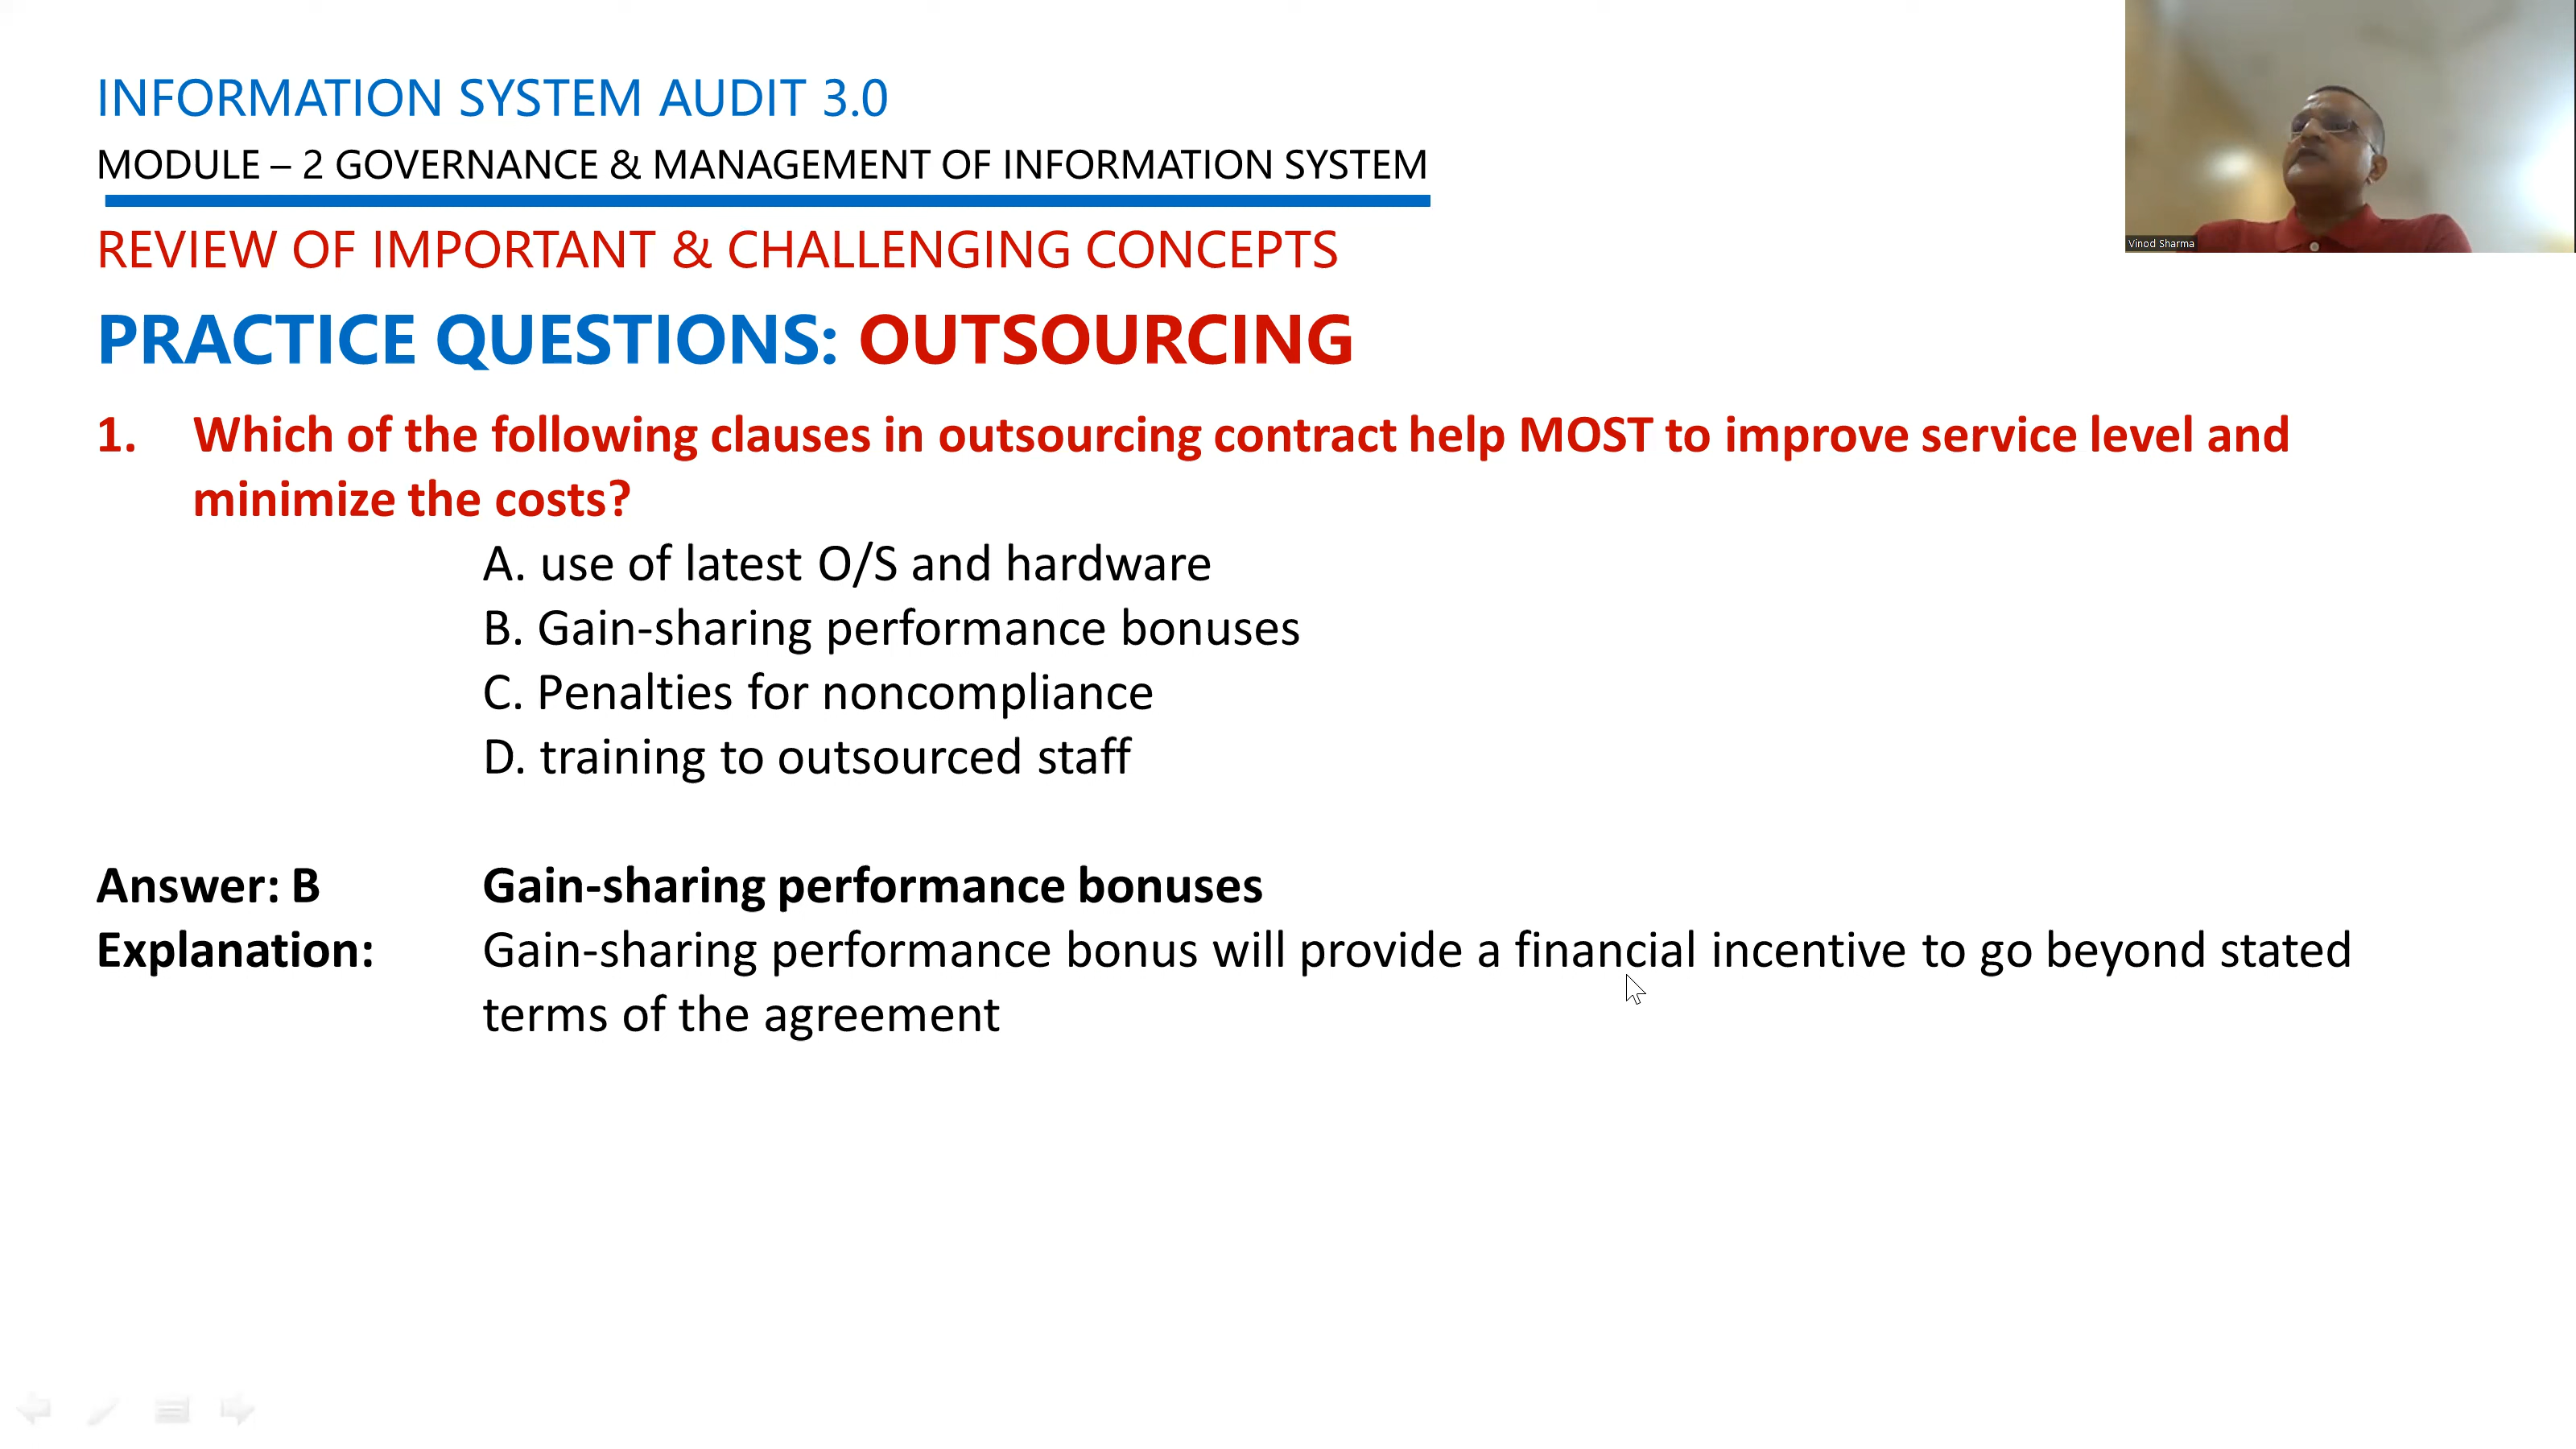 INFORMATION SYSTEM AUDIT 3.0
MODULE – 2 GOVERNANCE & MANAGEMENT OF INFORMATION SYSTEM
REVIEW OF IMPORTANT & CHALLENGING CONCEPTS
PRACTICE QUESTIONS: OUTSOURCING
1. Which of the following clauses in outsourcing contract help MOST to improve service level and
minimize the costs?
A. use of latest O/S and hardware
B. Gain-sharing performance bonuses
C. Penalties for noncompliance
D. training to outsourced staff
Answer: B Gain-sharing performance bonuses
Explanation: Gain-sharing performance bonus will provide a financial incentive to go beyond stated
terms of the agreement
Vinod Sharma